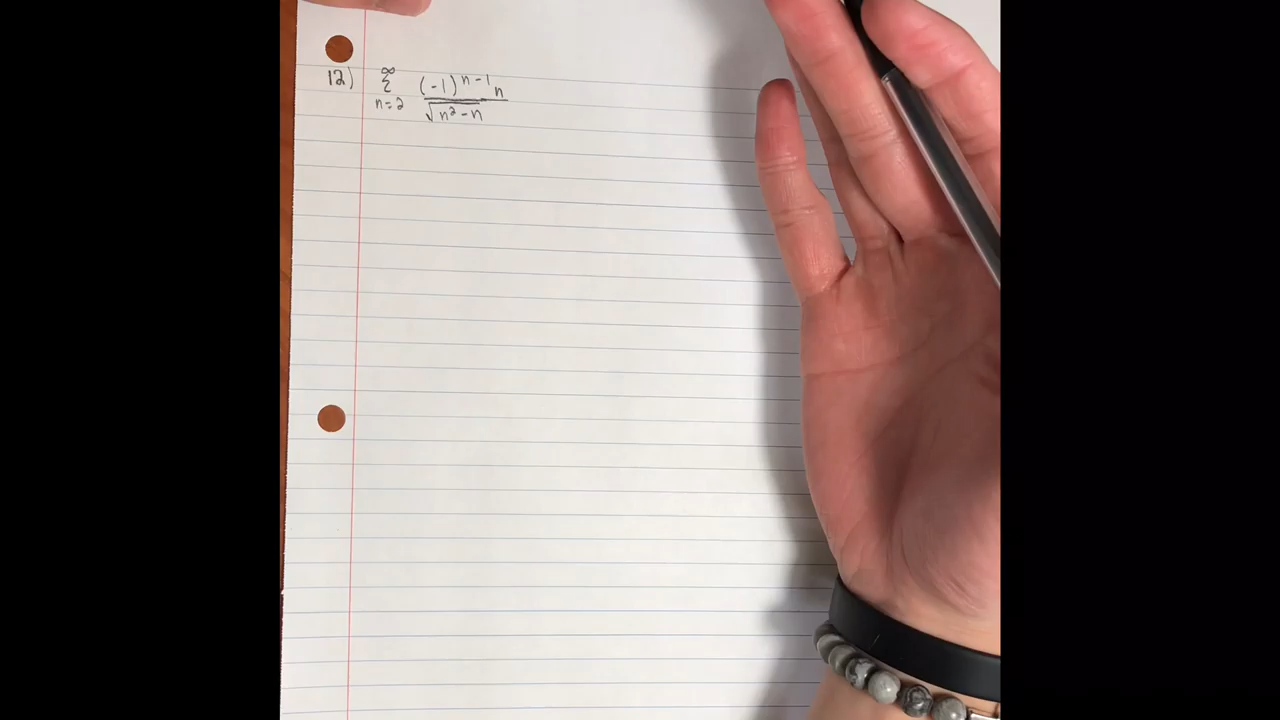 12) ∞ Σ n=2 (-1)^{n-1} n / √(n²-n)